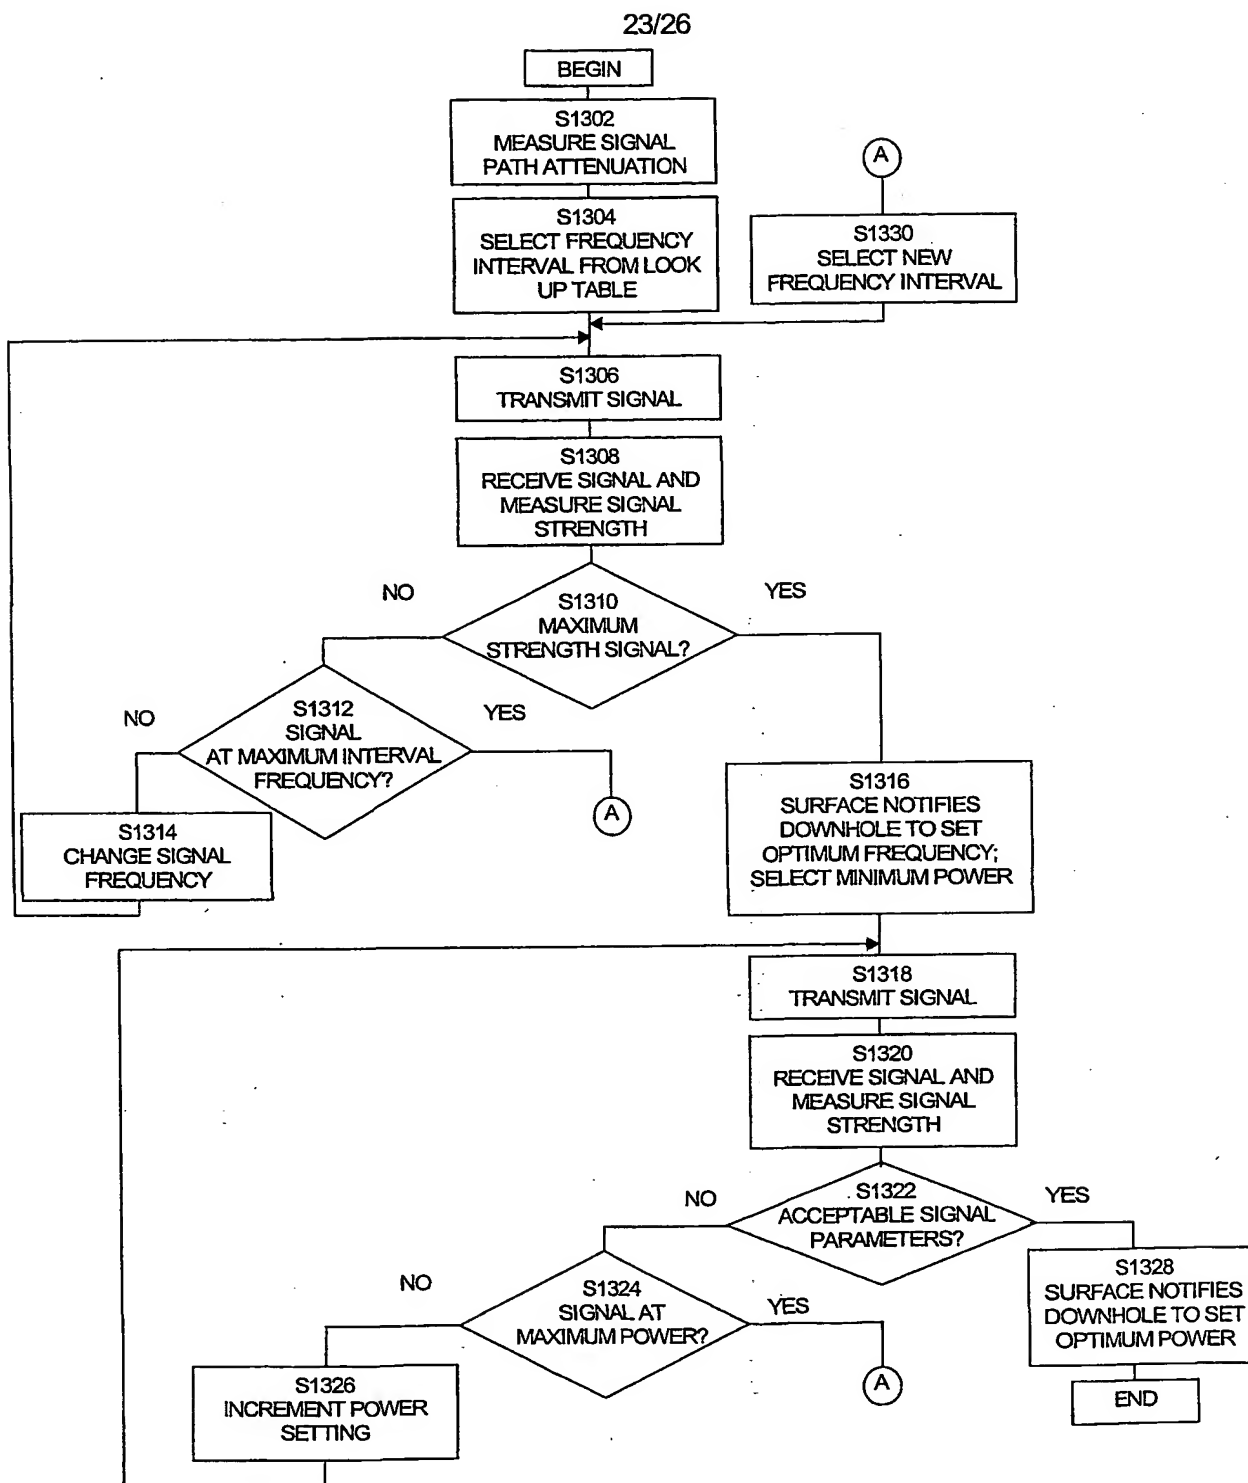 23/26
BEGIN
S1302
MEASURE SIGNAL
PATH ATTENUATION
A
S1304
SELECT FREQUENCY
INTERVAL FROM LOOK
UP TABLE
S1330
SELECT NEW
FREQUENCY INTERVAL
S1306
TRANSMIT SIGNAL
S1308
RECEIVE SIGNAL AND
MEASURE SIGNAL
STRENGTH
NO
YES
S1310
MAXIMUM
STRENGTH SIGNAL?
NO
YES
S1312
SIGNAL
AT MAXIMUM INTERVAL
FREQUENCY?
A
S1314
CHANGE SIGNAL
FREQUENCY
S1316
SURFACE NOTIFIES
DOWNHOLE TO SET
OPTIMUM FREQUENCY;
SELECT MINIMUM POWER
S1318
TRANSMIT SIGNAL
S1320
RECEIVE SIGNAL AND
MEASURE SIGNAL
STRENGTH
NO
YES
S1322
ACCEPTABLE SIGNAL
PARAMETERS?
NO
YES
S1324
SIGNAL AT
MAXIMUM POWER?
S1328
SURFACE NOTIFIES
DOWNHOLE TO SET
OPTIMUM POWER
A
S1326
INCREMENT POWER
SETTING
END